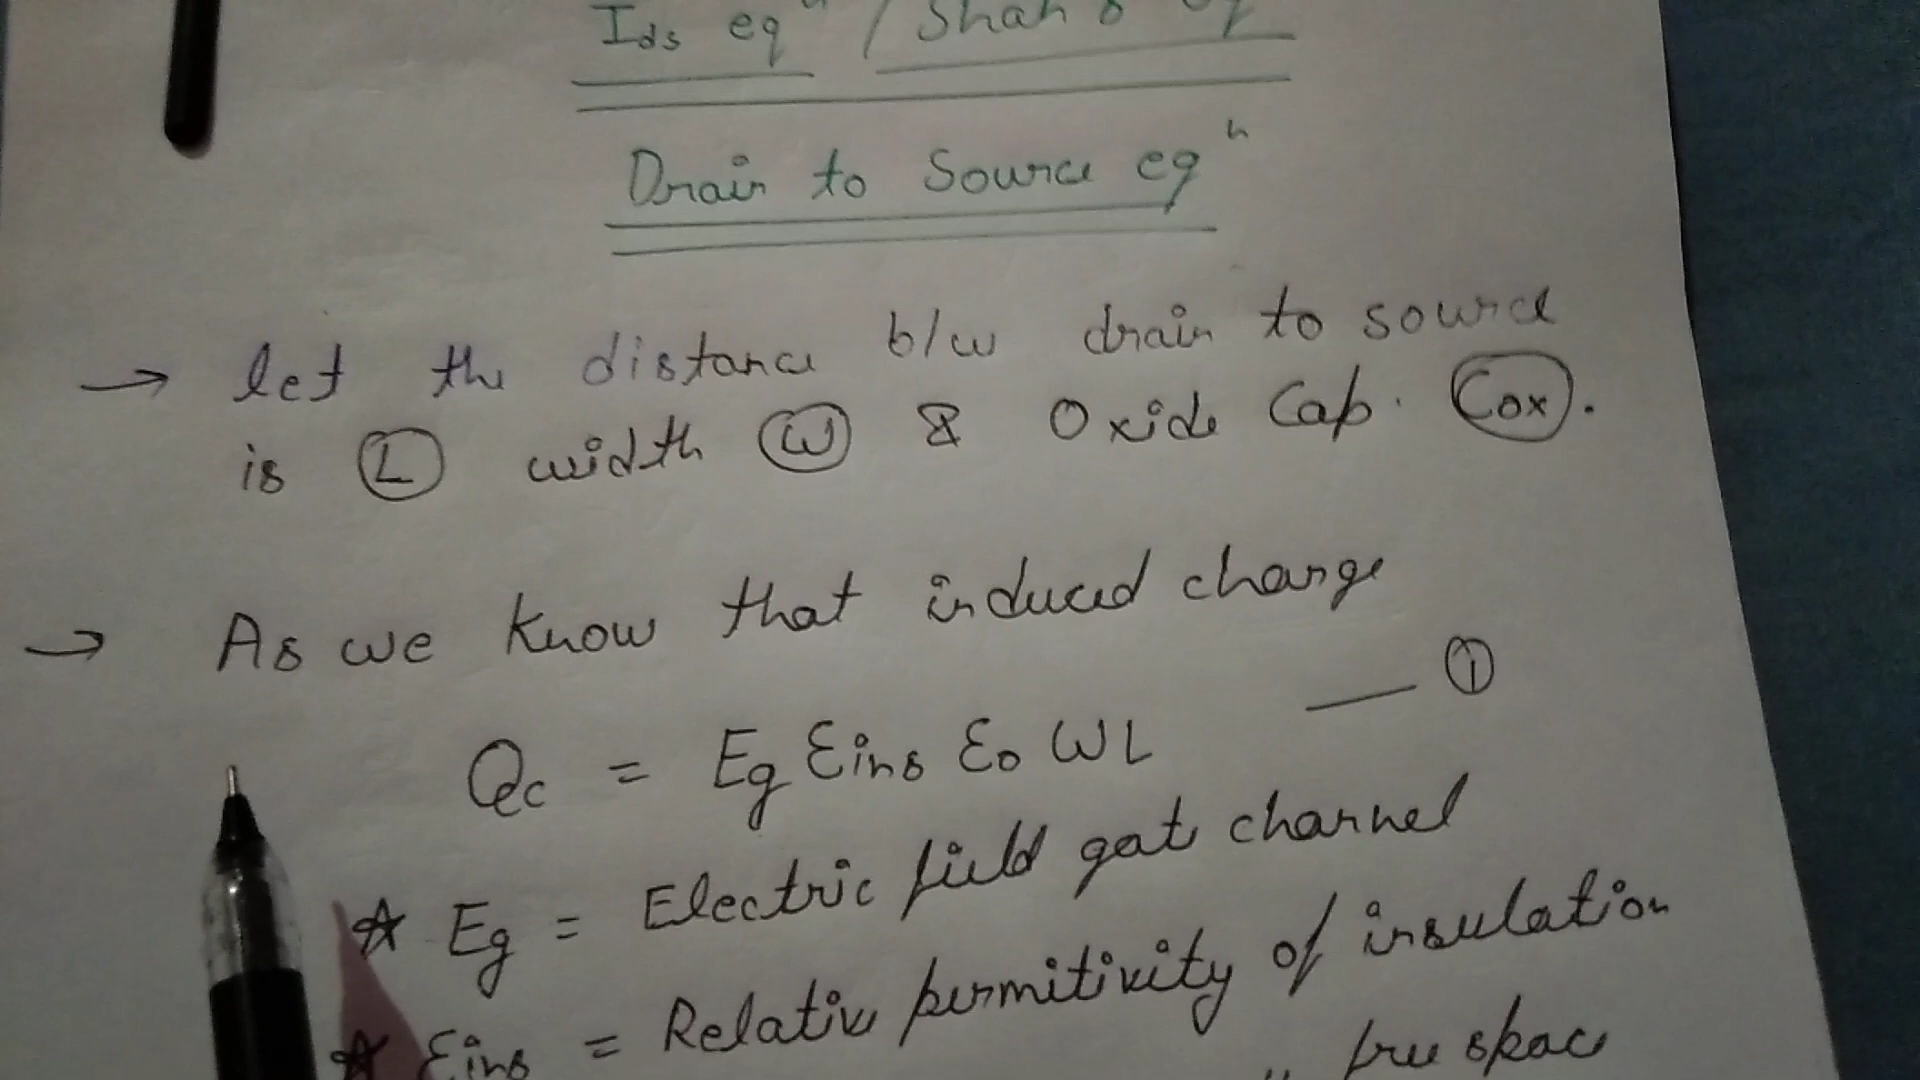 Ids eqn /
Drain to Source eqn
→ let the distance b/w drain to source
is L width W & Oxide Cap. Cox.
→ As we know that induced charge
Qc = Eg Eins Eo WL — 1
☆ Eg = Electric field gate channel
☆ Eins = Relative permitivity of insulation
" free space